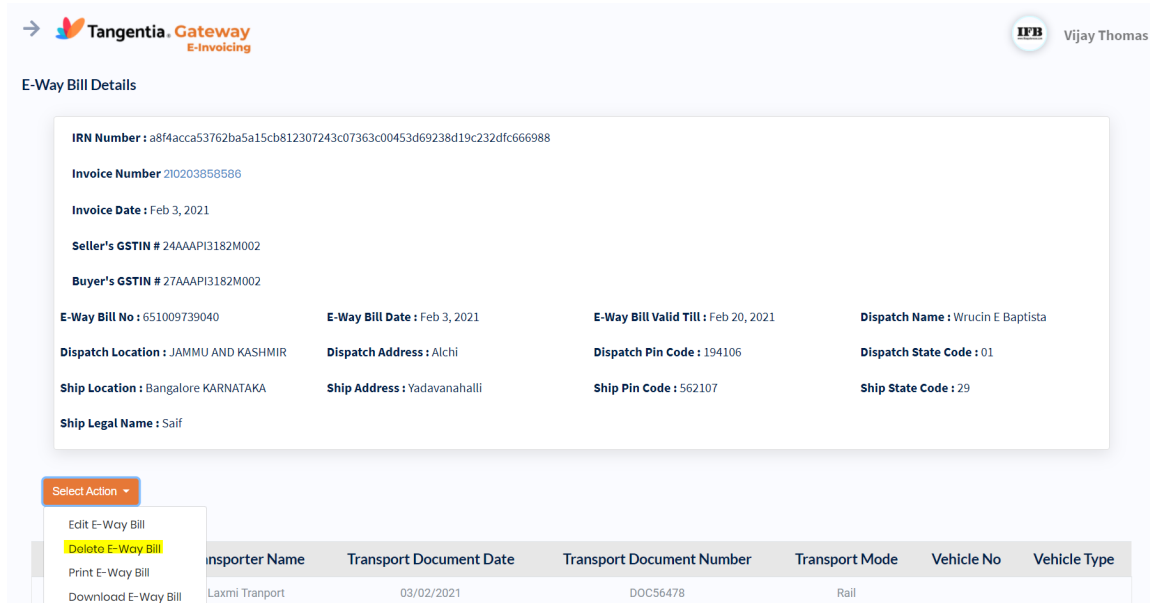 Tangentia. Gateway
E-Invoicing
IFB
Vijay Thomas
E-Way Bill Details
IRN Number : a8f4acca53762ba5a15cb812307243c07363c00453d69238d19c232dfc666988
Invoice Number 210203858586
Invoice Date : Feb 3, 2021
Seller's GSTIN # 24AAAPI3182M002
Buyer's GSTIN # 27AAAPI3182M002
E-Way Bill No : 651009739040 E-Way Bill Date : Feb 3, 2021 E-Way Bill Valid Till : Feb 20, 2021 Dispatch Name : Wrucin E Baptista
Dispatch Location : JAMMU AND KASHMIR Dispatch Address : Alchi Dispatch Pin Code : 194106 Dispatch State Code : 01
Ship Location : Bangalore KARNATAKA Ship Address : Yadavanahalli Ship Pin Code : 562107 Ship State Code : 29
Ship Legal Name : Saif
Select Action
Edit E-Way Bill
Delete E-Way Bill
Print E-Way Bill
Download E-Way Bill
ansporter Name Transport Document Date Transport Document Number Transport Mode Vehicle No Vehicle Type
Laxmi Tranport 03/02/2021 DOC56478 Rail